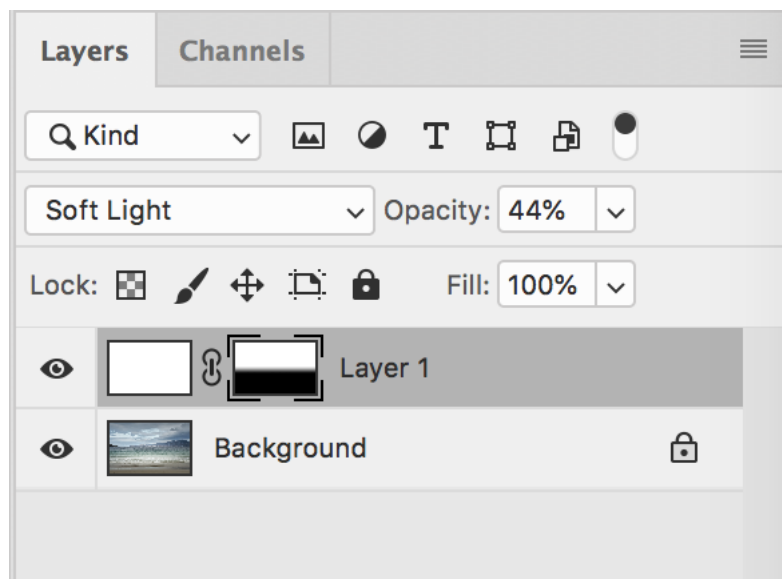 Layers Channels
Kind
Soft Light Opacity: 44%
Lock: Fill: 100%
Layer 1
Background